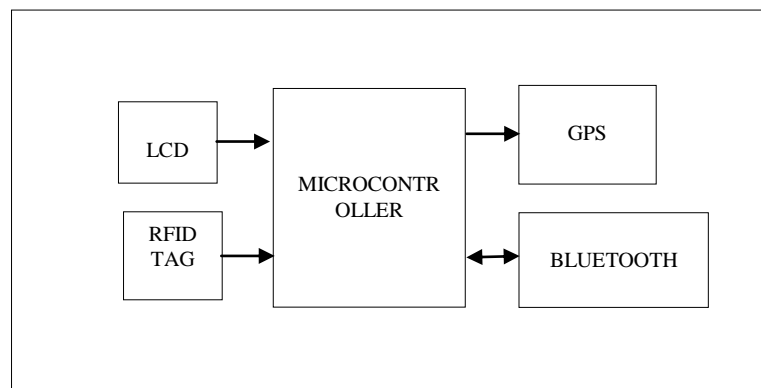 LCD
RFID
TAG
MICROCONTR
OLLER
GPS
BLUETOOTH